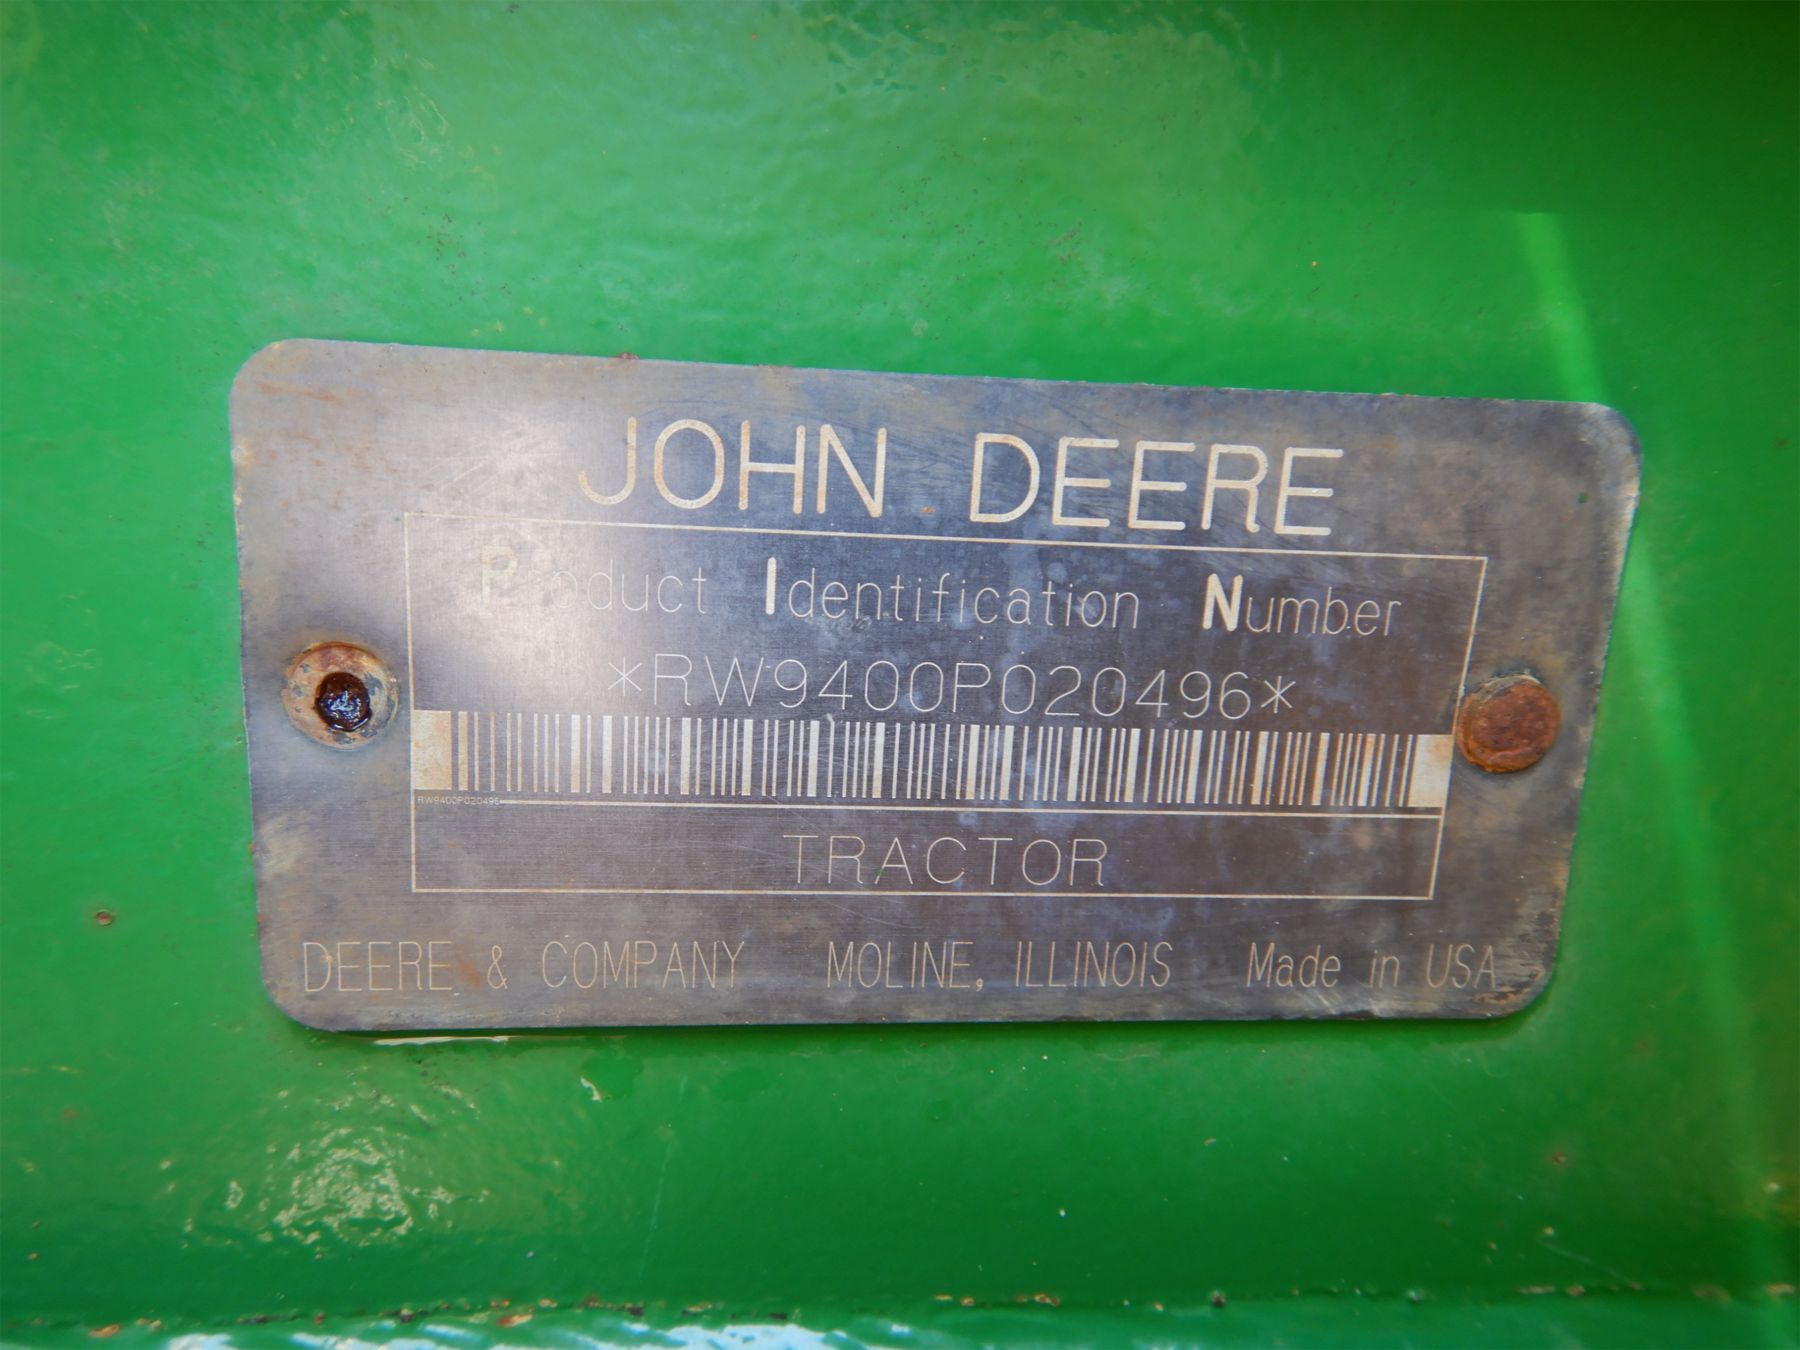 JOHN DEERE
Product Identification Number
*RW9400P020496*
RW9400P020496
TRACTOR
DEERE & COMPANY MOLINE, ILLINOIS Made in USA